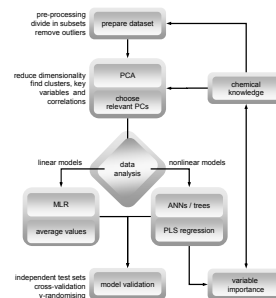 pre-processing
divide in subsets
remove outliers
prepare dataset
reduce dimensionality
find clusters, key
variables and
correlations
PCA
choose
relevant PCs
chemical
knowledge
linear models
nonlinear models
data
analysis
MLR
average values
ANNs / trees
PLS regression
independent test sets
cross-validation
y-randomising
model validation
variable
importance